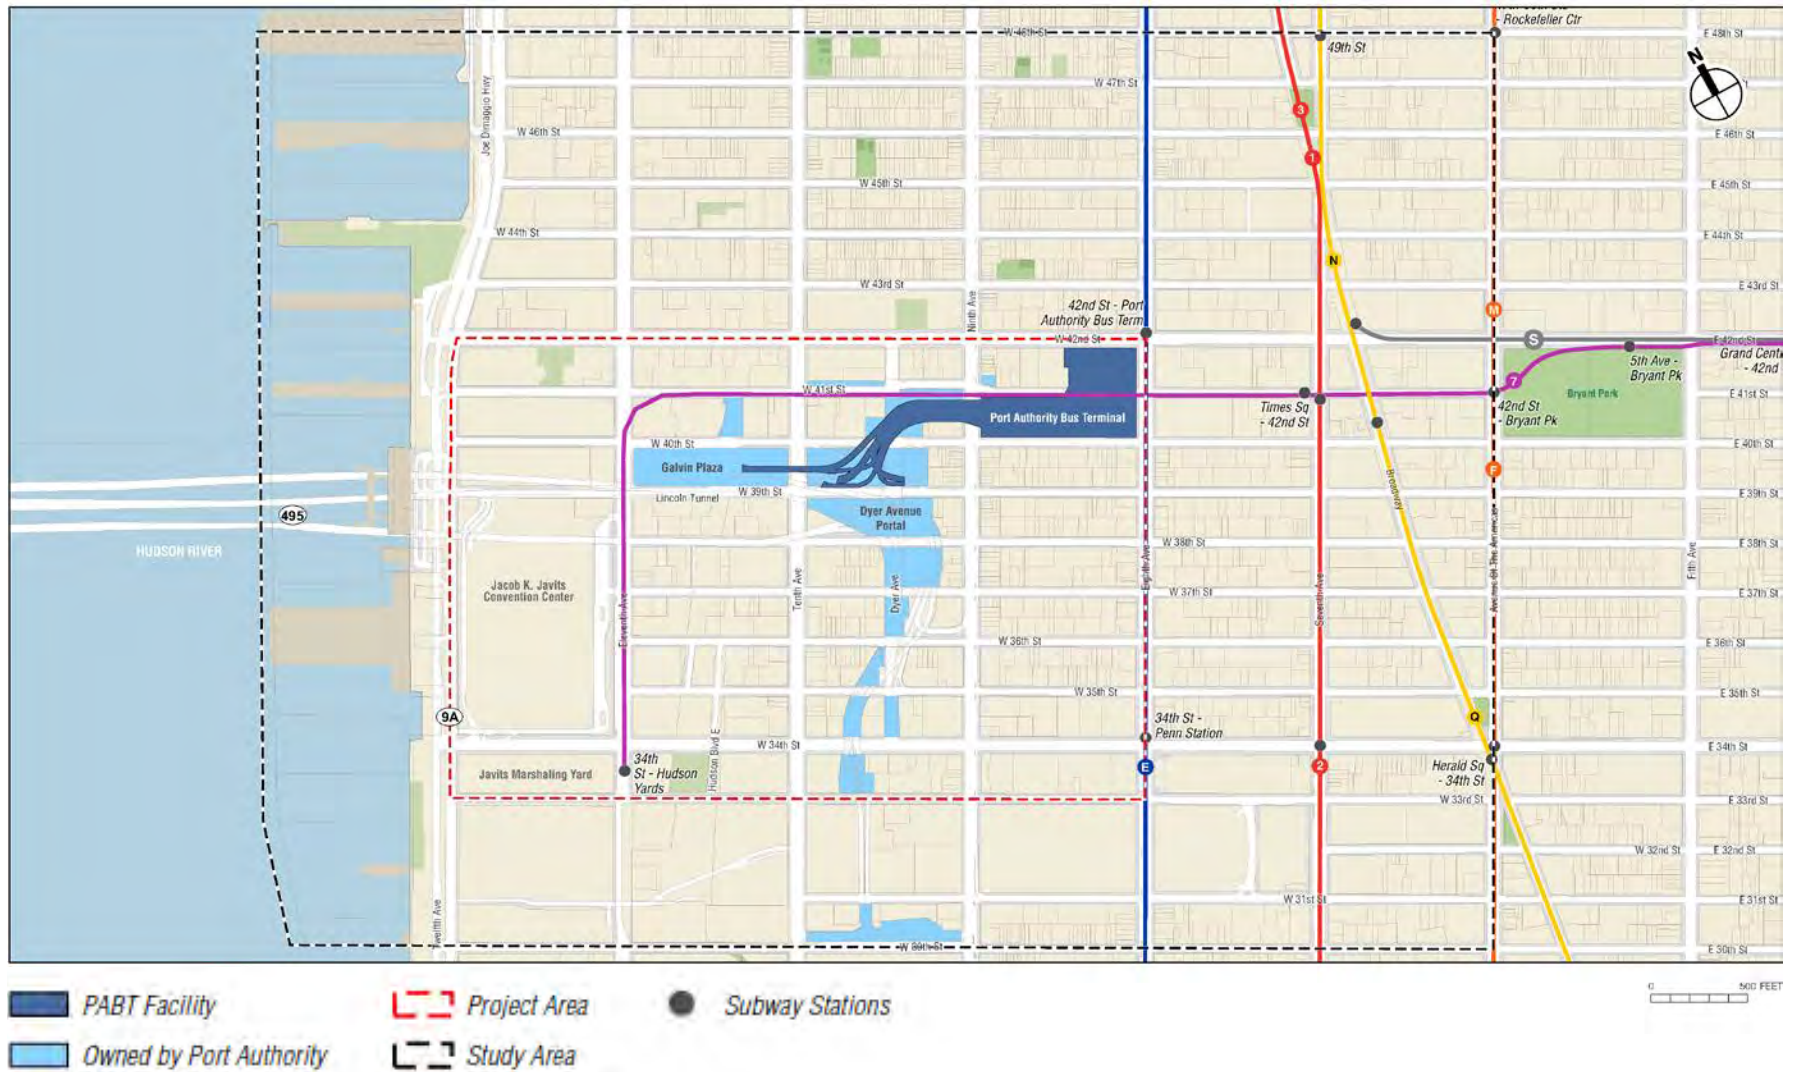 - Rockefeller Ctr
W 48th St
E 48th St
49th St
N
W 47th St
Joe Dimaggio Hwy
3
W 46th St
E 46th St
1
W 45th St
E 45th St
W 44th St
E 44th St
N
W 43rd St
E 43rd St
Ninth Ave
42nd St - Port
Authority Bus Term
M
W 42nd St
S
E 42nd St
Grand Cent
- 42nd
5th Ave -
Bryant Pk
7
W 41st St
Bryant Park
E 41st St
Times Sq
- 42nd St
42nd St
- Bryant Pk
Port Authority Bus Terminal
W 40th St
E 40th St
Galvin Plaza
F
Broadway
Lincoln Tunnel
W 39th St
E 39th St
495
Dyer Avenue
Portal
Avenue Of The Americas
HUDSON RIVER
W 38th St
E 38th St
Eighth Ave
Fifth Ave
Jacob K. Javits
Convention Center
Tenth Ave
Dyer Ave
Seventh Ave
W 37th St
E 37th St
Eleventh Ave
W 36th St
E 36th St
W 35th St
E 35th St
9A
Q
34th St -
Penn Station
W 34th St
E 34th St
Hudson Blvd E
34th
St - Hudson
Yards
Javits Marshaling Yard
E
2
Herald Sq
- 34th St
W 33rd St
E 33rd St
W 32nd St
E 32nd St
W 31st St
E 31st St
Twelfth Ave
W 30th St
E 30th St
0
500 FEET
PABT Facility
Project Area
Subway Stations
Owned by Port Authority
Study Area